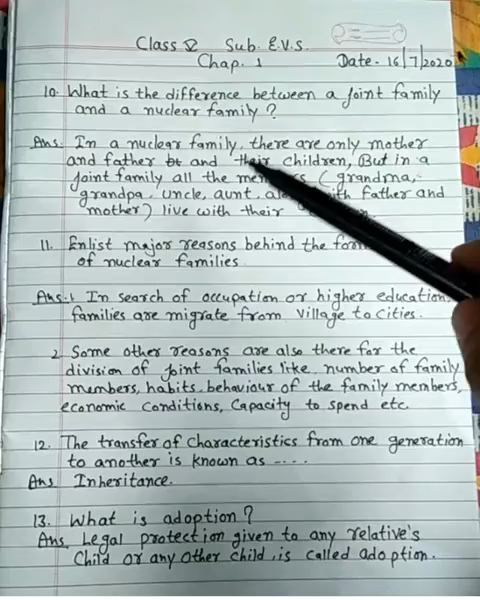 Class V Sub. E.V.S.
Chap. 1 Date - 16/7/2020
10. What is the difference between a Joint family
and a nuclear family ?
Ans. In a nuclear family, there are only mother
and father and their children, But in a
joint family all the (grandma,
grandpa, uncle, aunt, with father and
mother) live with their
11. Enlist major reasons behind the
of nuclear families
Ans. 1 In search of occupation or higher education
families are migrate from village to cities.
2 Some other reasons are also there for the
division of joint families like number of family
members, habits behaviour of the family members,
economic conditions, Capacity to spend etc.
12. The transfer of Characteristics from one generation
to another is known as ....
Ans Inheritance.
13. What is adoption ?
Ans Legal protection given to any relative's
Child or any other child, is called adoption.